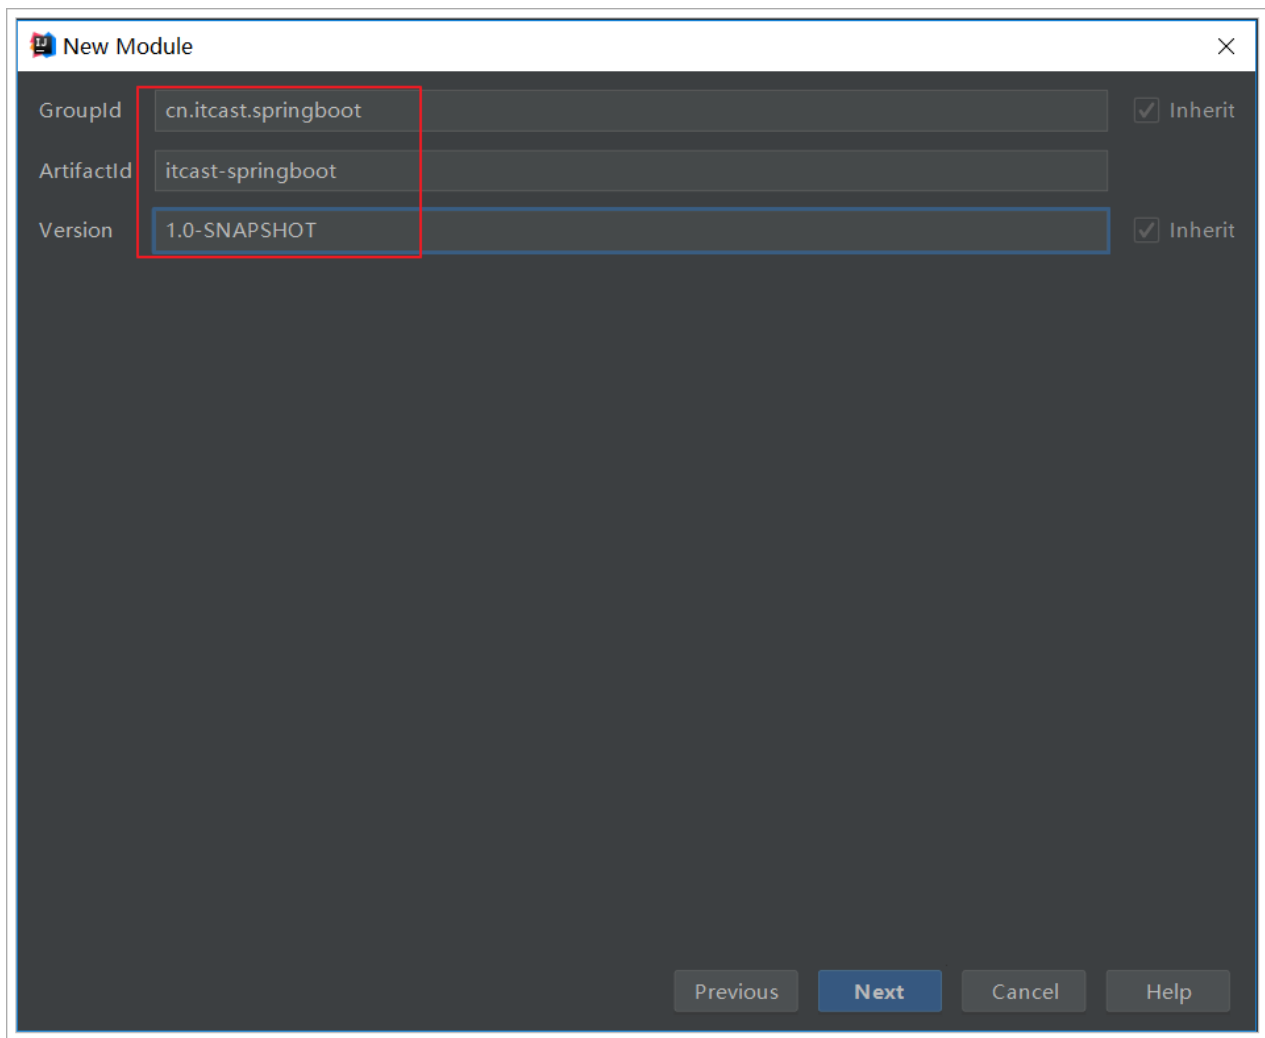 New Module
GroupId cn.itcast.springboot Inherit
ArtifactId itcast-springboot
Version 1.0-SNAPSHOT Inherit
Previous Next Cancel Help